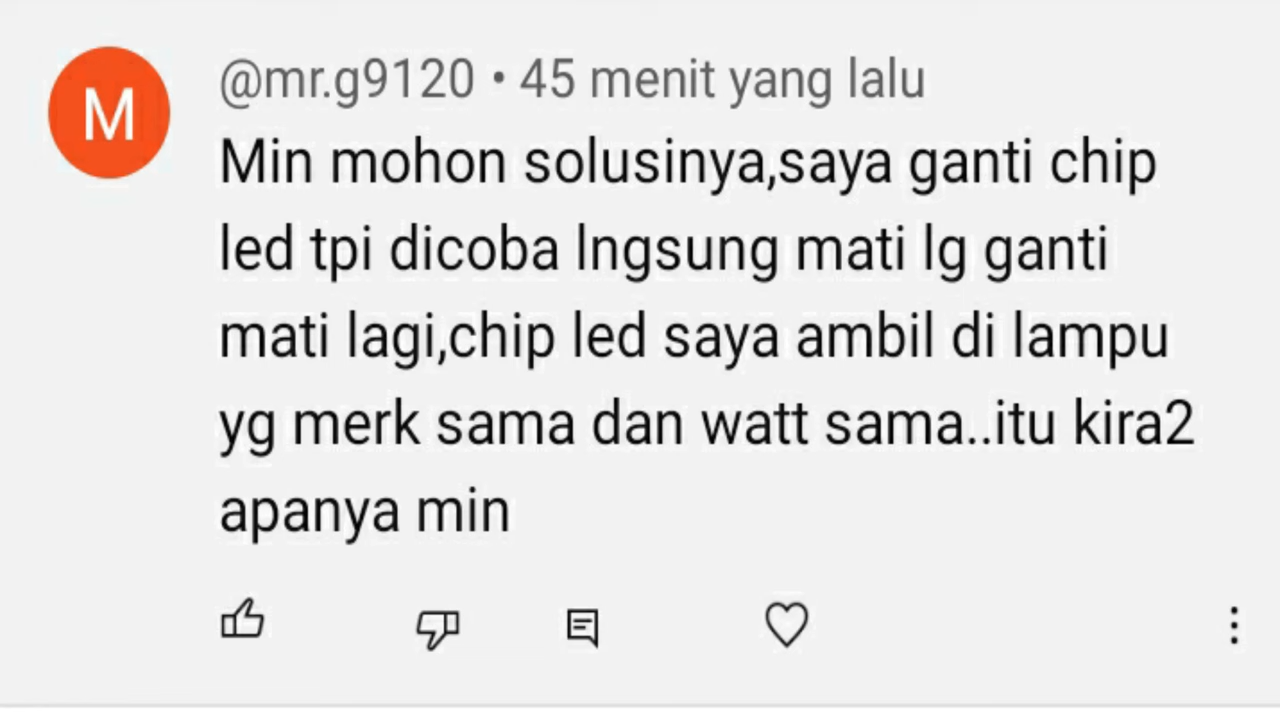 M
@mr.g9120 • 45 menit yang lalu
Min mohon solusinya,saya ganti chip
led tpi dicoba lngsung mati lg ganti
mati lagi,chip led saya ambil di lampu
yg merk sama dan watt sama..itu kira2
apanya min